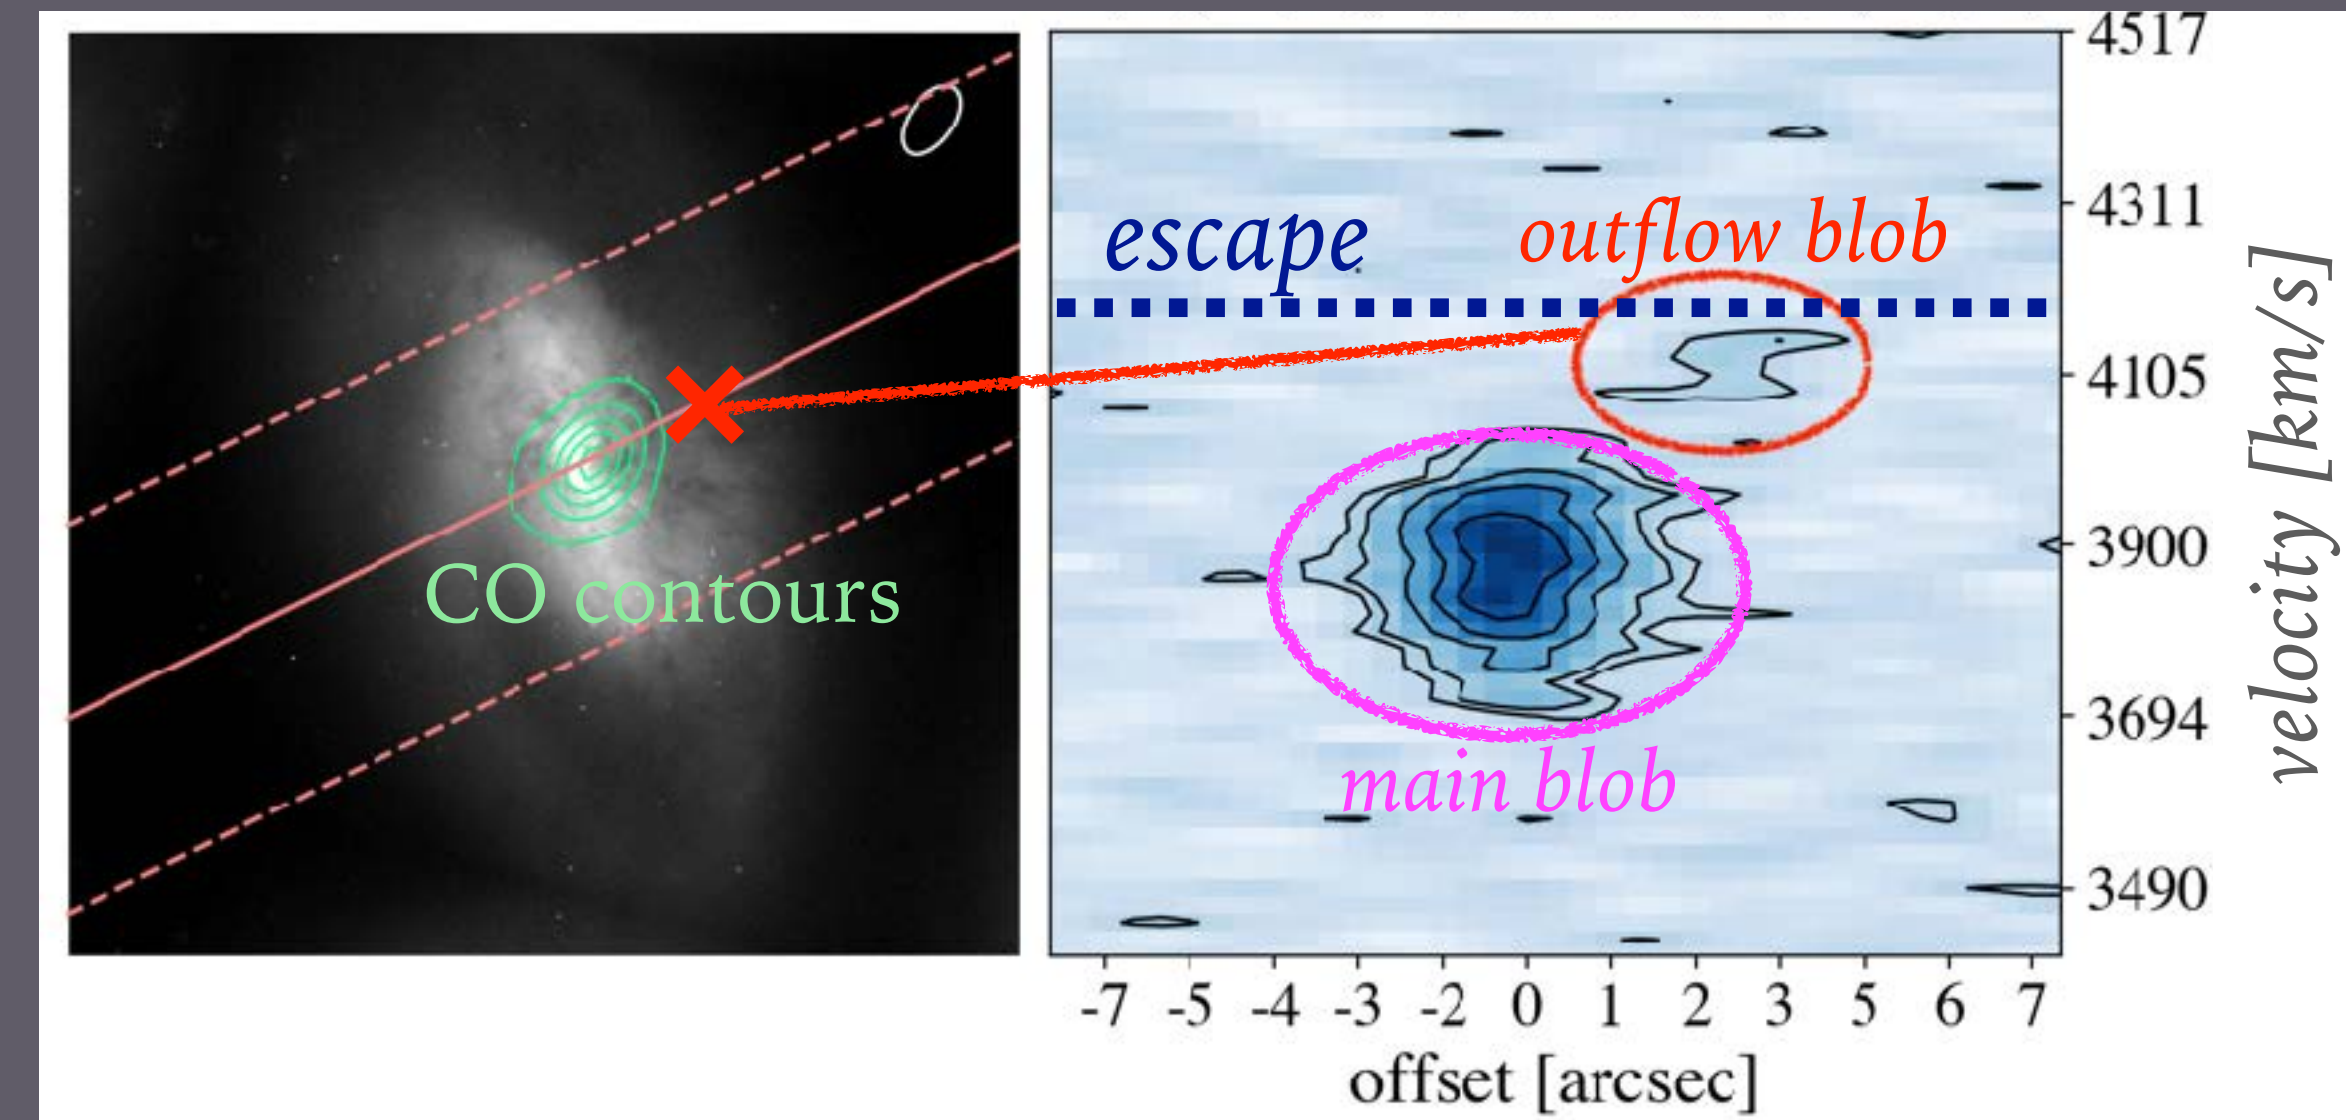 escape
outflow blob
CO contours
main blob
4517
4311
4105
3900
3694
3490
velocity [km/s]
-7 -5 -4 -3 -2 0 1 2 3 5 6 7
offset [arcsec]